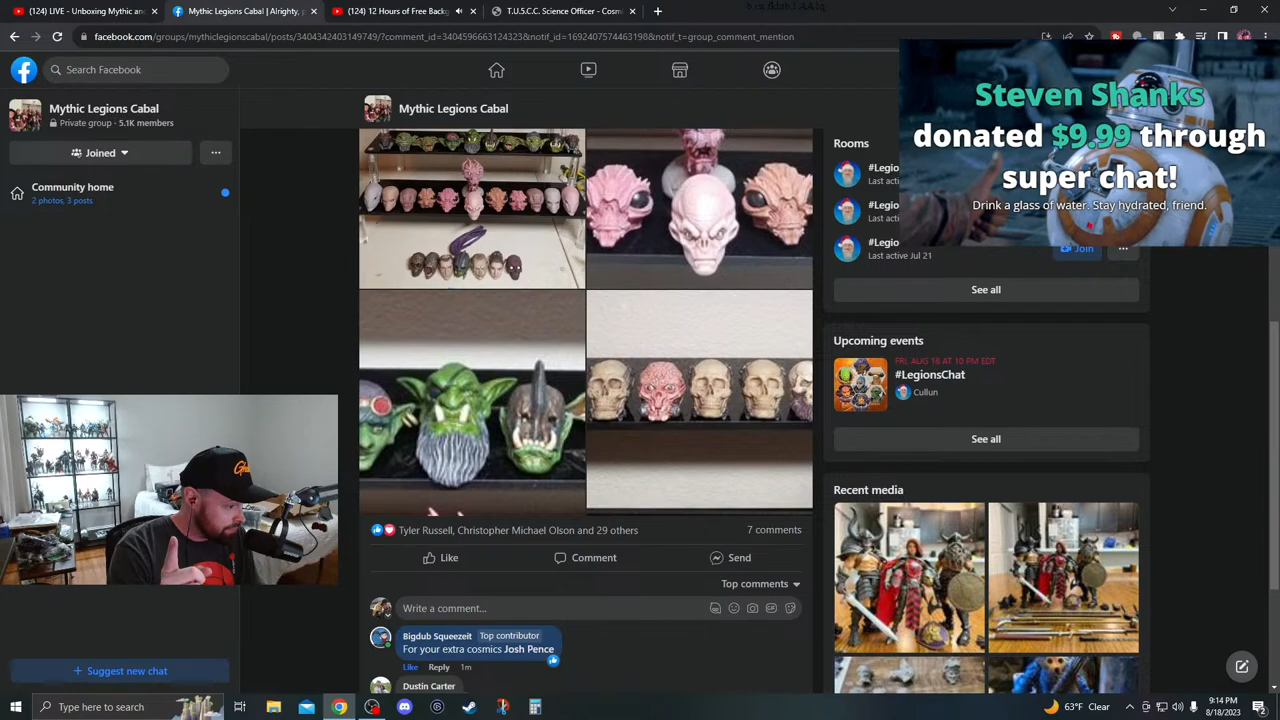 (124) LIVE - Unboxing Mythic and
Mythic Legions Cabal | Alrighty, p
(124) 12 Hours of Free Backg
T.U.S.C.C. Science Officer - Cosm
facebook.com/groups/mythiclegionscabal/posts/3404342403149749/?comment_id=3404596663124323&notif_id=1692407574463198&notif_t=group_comment_mention
Search Facebook
Mythic Legions Cabal
Private group · 5.1K members
Joined
Community home
2 photos, 3 posts
Mythic Legions Cabal
Steven Shanks
donated $9.99 through
super chat!
Drink a glass of water. Stay hydrated, friend.
Rooms
#Legio
Last active
#Legio
Last active
#Legio
Last active Jul 21
Join
See all
Upcoming events
FRI, AUG 18 AT 10 PM EDT
#LegionsChat
Cullun
See all
Recent media
Tyler Russell, Christopher Michael Olson and 29 others
7 comments
Like
Comment
Send
Top comments
Write a comment...
Bigdub Squeezeit
Top contributor
For your extra cosmics Josh Pence
Like
Reply
1m
Dustin Carter
Suggest new chat
Type here to search
63°F Clear
9:14 PM
8/18/2023